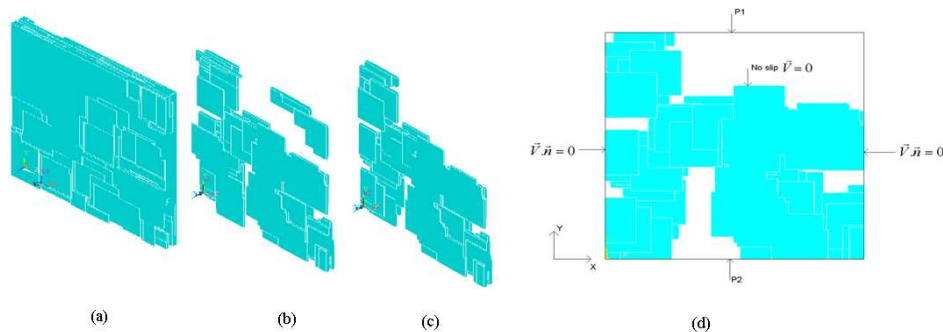 P1
No slip V⃗ = 0
V⃗.n⃗ = 0
V⃗.n⃗ = 0
Y
X
P2
(a)
(b)
(c)
(d)